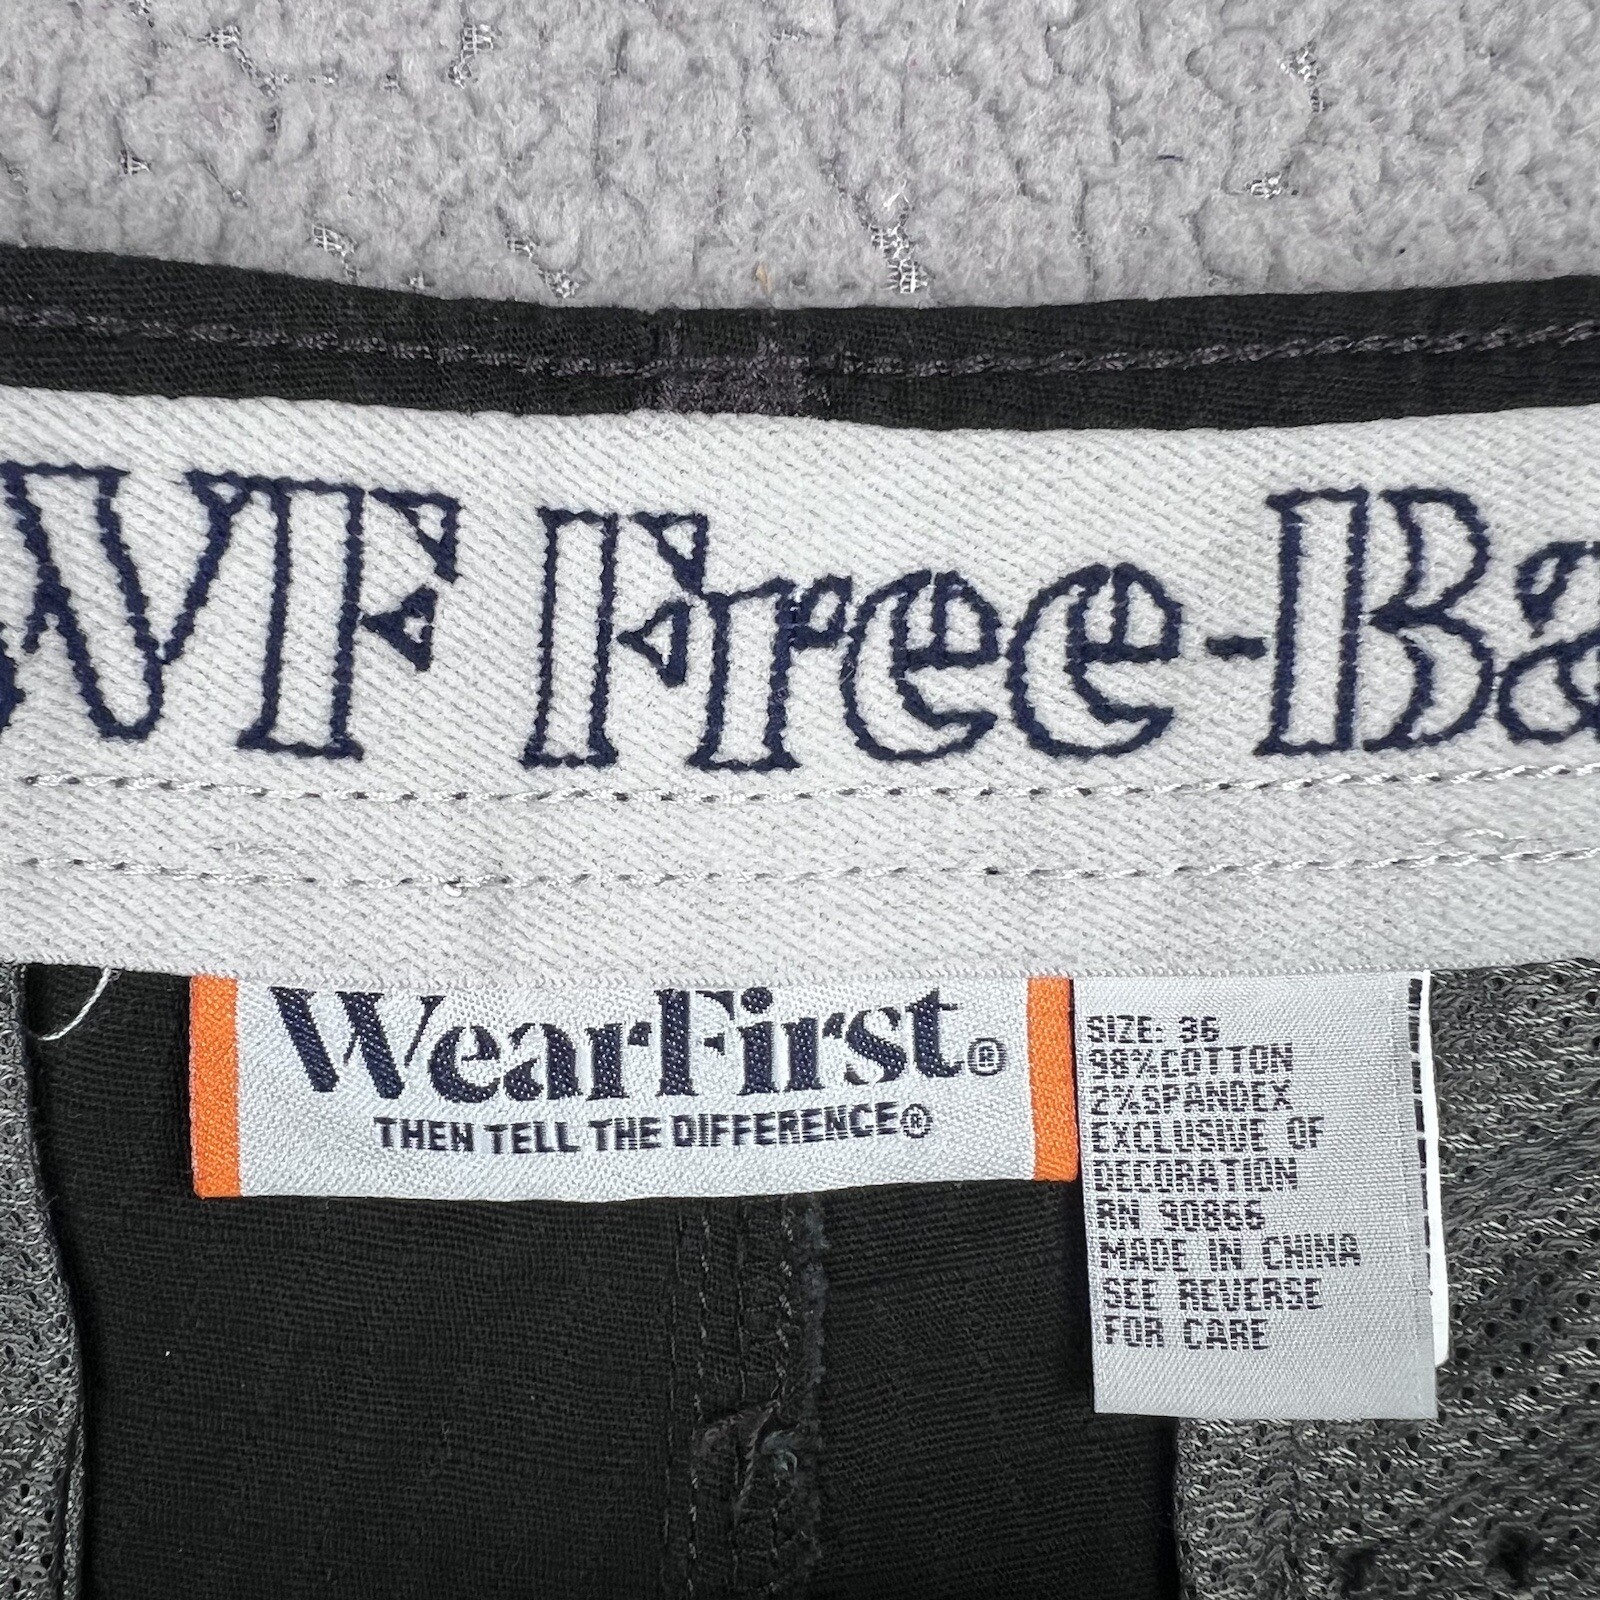 WF Free-Ba
WearFirst®
THEN TELL THE DIFFERENCE®
SIZE: 36
98%COTTON
2%SPANDEX
EXCLUSIVE OF
DECORATION
RN 90866
MADE IN CHINA
SEE REVERSE
FOR CARE